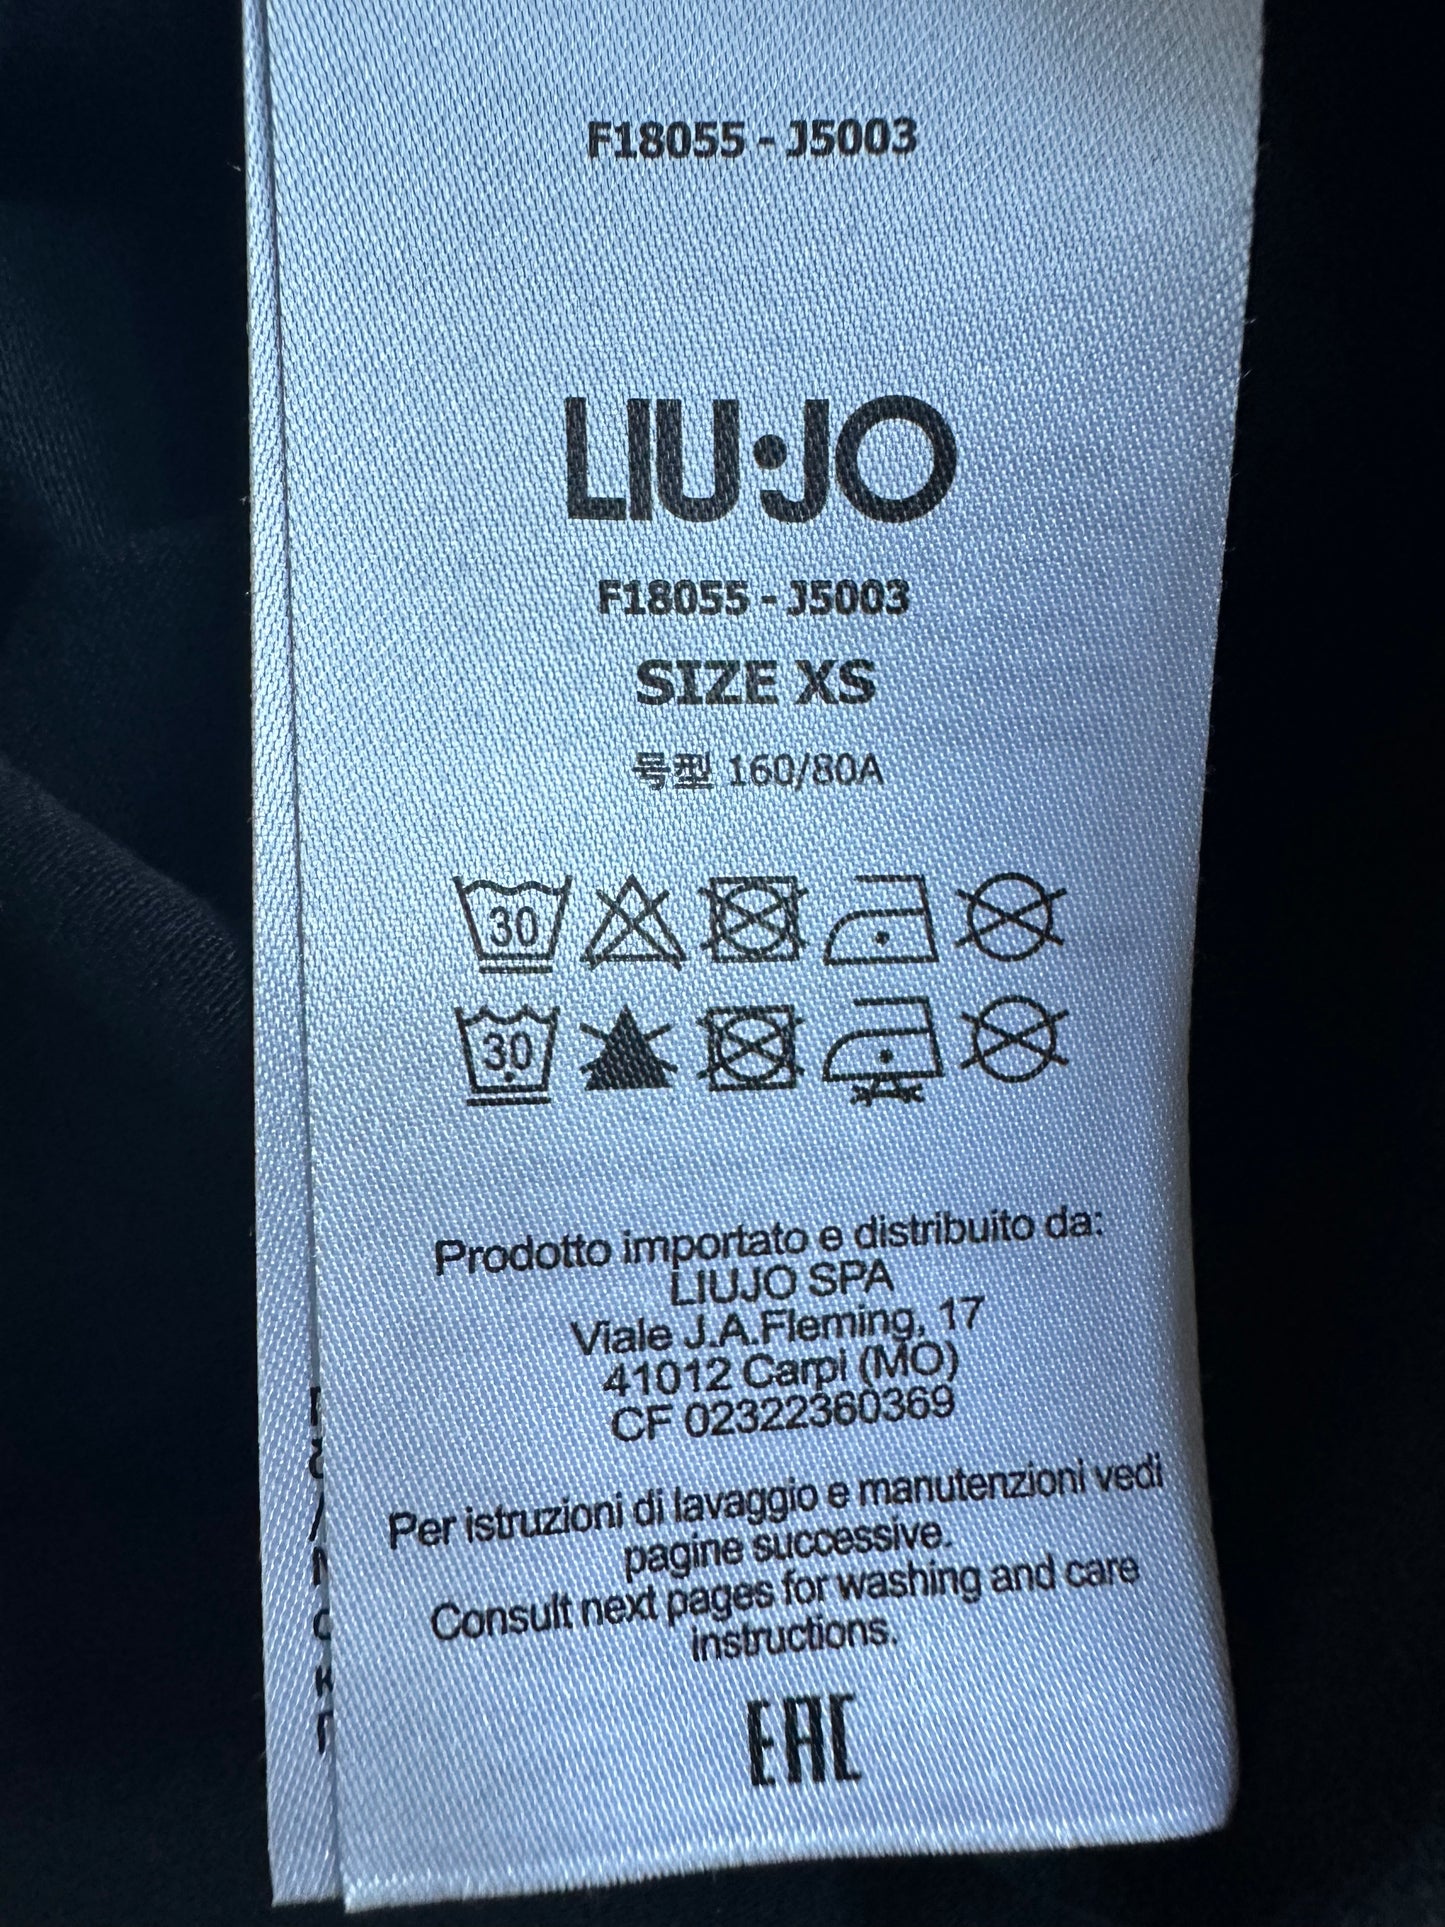 F18055 - J5003
LIU·JO
F18055 - J5003
SIZE XS
号型 160/80A
30
30
Prodotto importato e distribuito da:
LIUJO SPA
Viale J.A.Fleming, 17
41012 Carpi (MO)
CF 02322360369
Per istruzioni di lavaggio e manutenzioni vedi
pagine successive.
Consult next pages for washing and care
instructions.
EAC